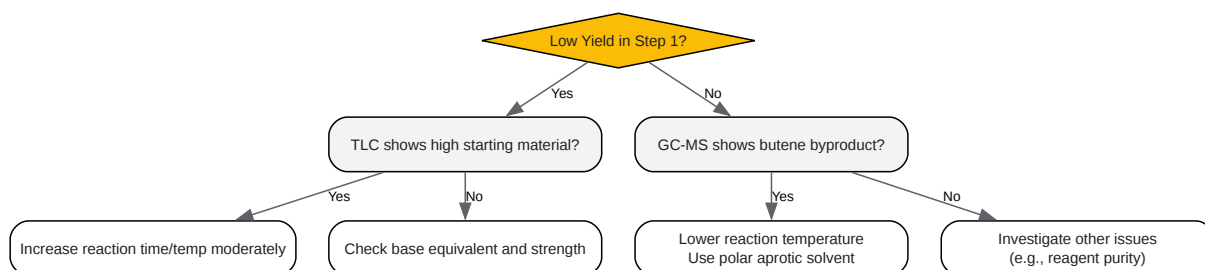 Low Yield in Step 1?
Yes
No
TLC shows high starting material?
GC-MS shows butene byproduct?
Yes
No
Yes
No
Increase reaction time/temp moderately
Check base equivalent and strength
Lower reaction temperature
Use polar aprotic solvent
Investigate other issues
(e.g., reagent purity)